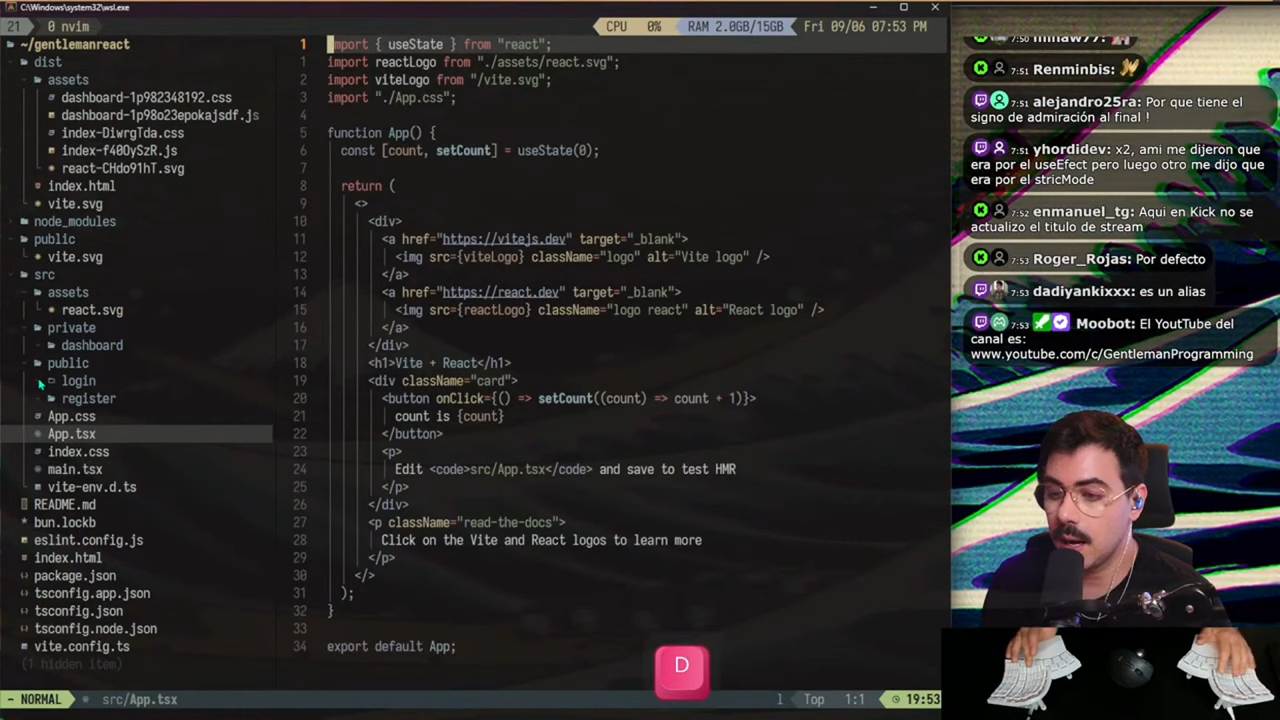 C:\Windows\system32\wsl.exe
21 0 nvim
CPU 0% RAM 2.0GB/15GB Fri 09/06 07:53 PM
~/gentlemanreact
dist
assets
dashboard-1p982348192.css
dashboard-1p98o23epokajsdf.js
index-DiwrgTda.css
index-f40OySzR.js
react-CHdo91hT.svg
index.html
vite.svg
node_modules
public
vite.svg
src
assets
react.svg
private
dashboard
public
login
register
App.css
App.tsx
index.css
main.tsx
vite-env.d.ts
README.md
bun.lockb
eslint.config.js
index.html
package.json
tsconfig.app.json
tsconfig.json
tsconfig.node.json
vite.config.ts
(1 hidden item)
1 import { useState } from "react";
1 import reactLogo from "./assets/react.svg";
2 import viteLogo from "/vite.svg";
3 import "./App.css";
4
5 function App() {
6 const [count, setCount] = useState(0);
7
8 return (
9 <>
10 <div>
11 <a href="https://vitejs.dev" target="_blank">
12 <img src={viteLogo} className="logo" alt="Vite logo" />
13 </a>
14 <a href="https://react.dev" target="_blank">
15 <img src={reactLogo} className="logo react" alt="React logo" />
16 </a>
17 </div>
18 <h1>Vite + React</h1>
19 <div className="card">
20 <button onClick={() => setCount((count) => count + 1)}>
21 count is {count}
22 </button>
23 <p>
24 Edit <code>src/App.tsx</code> and save to test HMR
25 </p>
26 </div>
27 <p className="read-the-docs">
28 Click on the Vite and React logos to learn more
29 </p>
30 </>
31 );
32 }
33
34 export default App;
D
NORMAL src/App.tsx
l Top 1:1 19:53
7:50 minaw77:
7:51 Renminbis:
7:51 alejandro25ra: Por que tiene el
signo de admiración al final !
7:51 yhordidev: x2, ami me dijeron que
era por el useEfect pero luego otro me dijo que
era por el stricMode
7:52 enmanuel_tg: Aqui en Kick no se
actualizo el titulo de stream
7:53 Roger_Rojas: Por defecto
7:53 dadiyankixxx: es un alias
7:53 Moobot: El YouTube del
canal es:
www.youtube.com/c/GentlemanProgramming